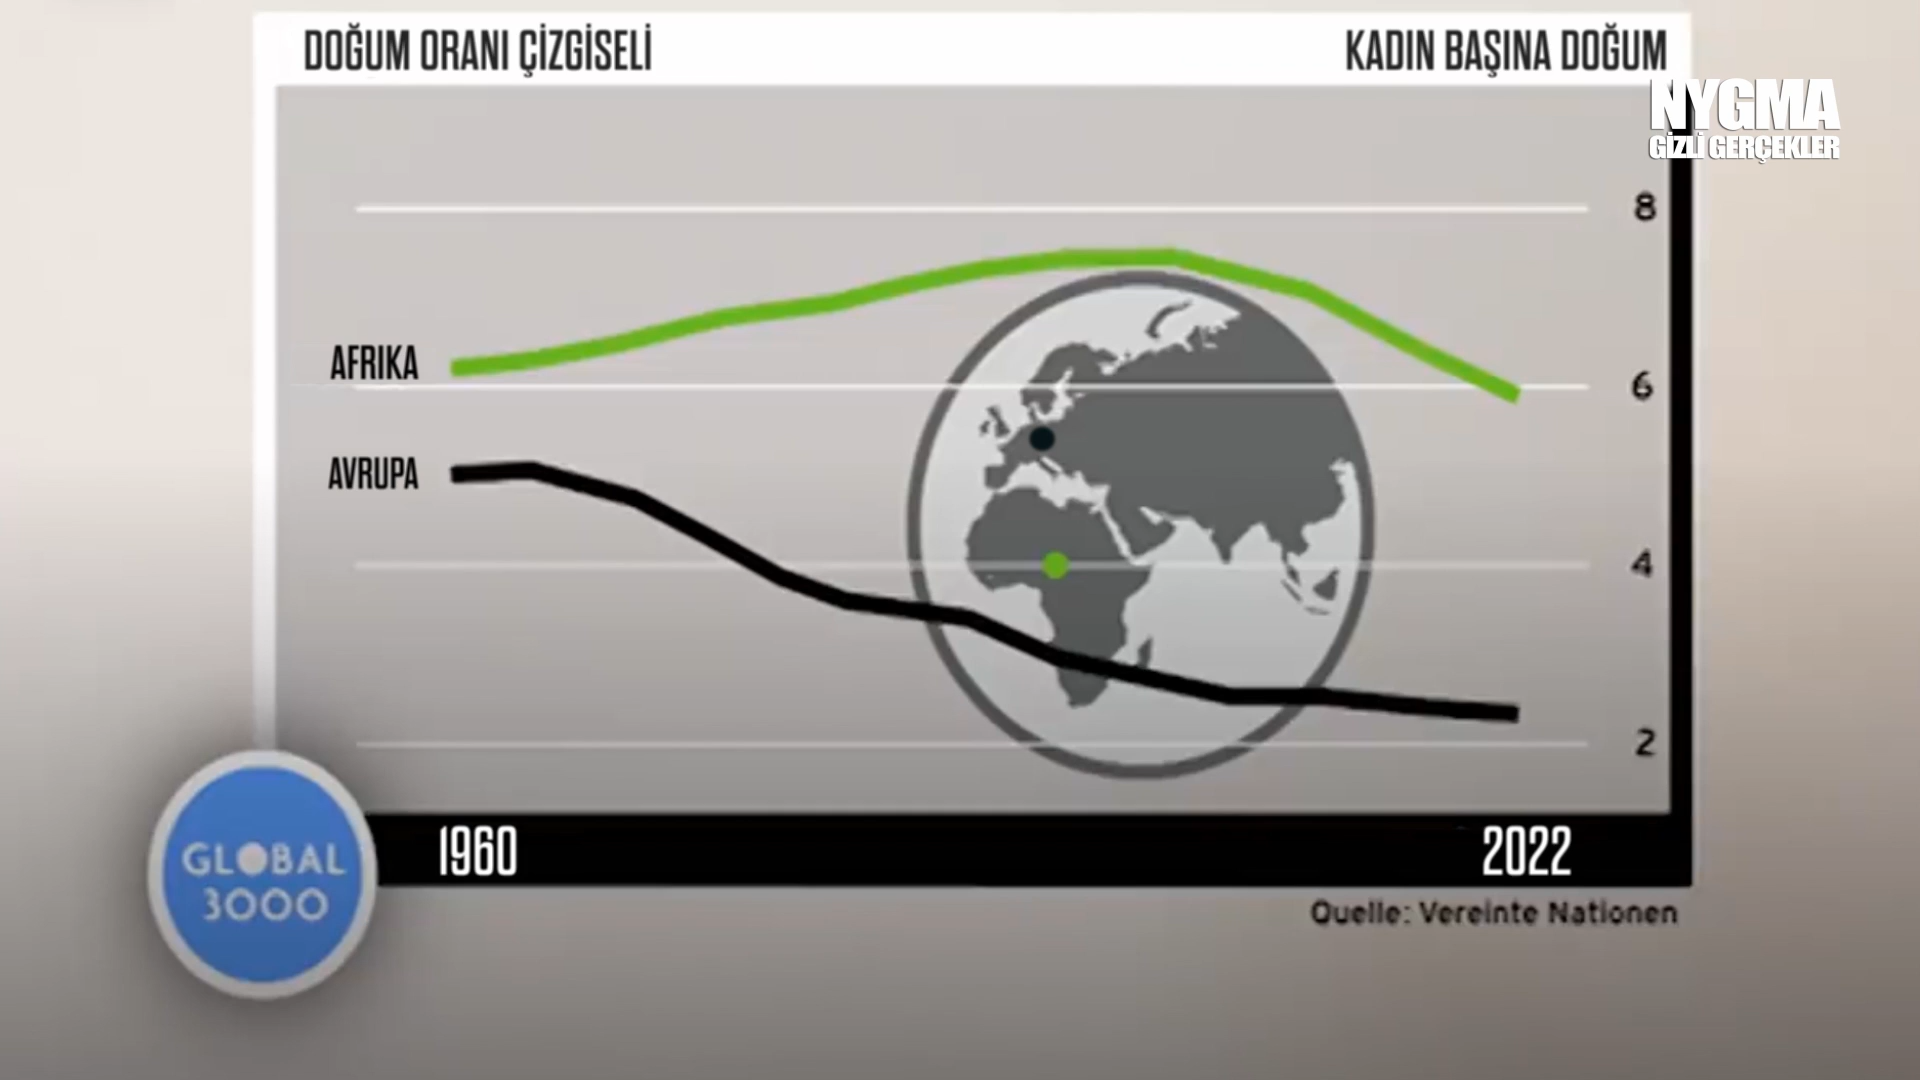 DOĞUM ORANI ÇİZGİSELİ
KADIN BAŞINA DOĞUM
NYGMA
GİZLİ GERÇEKLER
8
AFRIKA
6
AVRUPA
4
2
1960
2022
GLOBAL
3000
Quelle: Vereinte Nationen